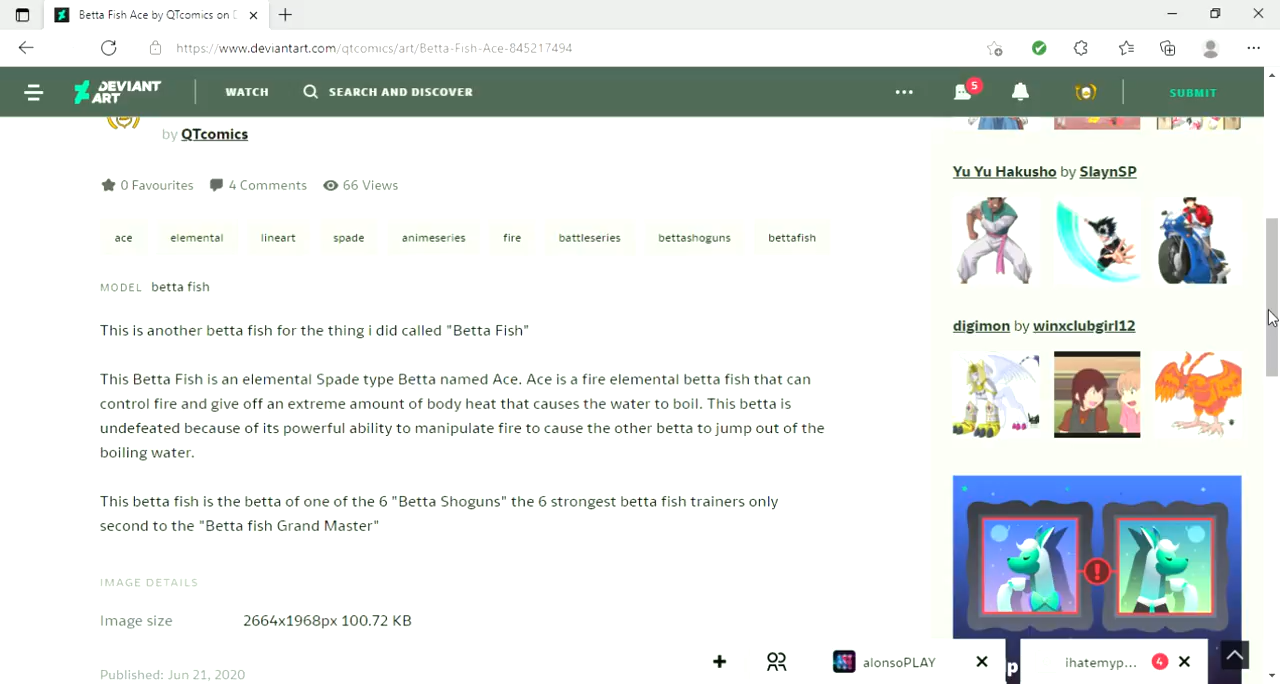 Betta Fish Ace by QTcomics on D
https://www.deviantart.com/qtcomics/art/Betta-Fish-Ace-845217494
DEVIANT ART
WATCH
SEARCH AND DISCOVER
5
SUBMIT
by QTcomics
0 Favourites 4 Comments 66 Views
ace elemental lineart spade animeseries fire battleseries bettashoguns bettafish
MODEL betta fish
This is another betta fish for the thing i did called "Betta Fish"
This Betta Fish is an elemental Spade type Betta named Ace. Ace is a fire elemental betta fish that can
control fire and give off an extreme amount of body heat that causes the water to boil. This betta is
undefeated because of its powerful ability to manipulate fire to cause the other betta to jump out of the
boiling water.
This betta fish is the betta of one of the 6 "Betta Shoguns" the 6 strongest betta fish trainers only
second to the "Betta fish Grand Master"
IMAGE DETAILS
Image size 2664x1968px 100.72 KB
Published: Jun 21, 2020
Yu Yu Hakusho by SlaynSP
digimon by winxclubgirl12
alonsoPLAY
ihatemyp... 4